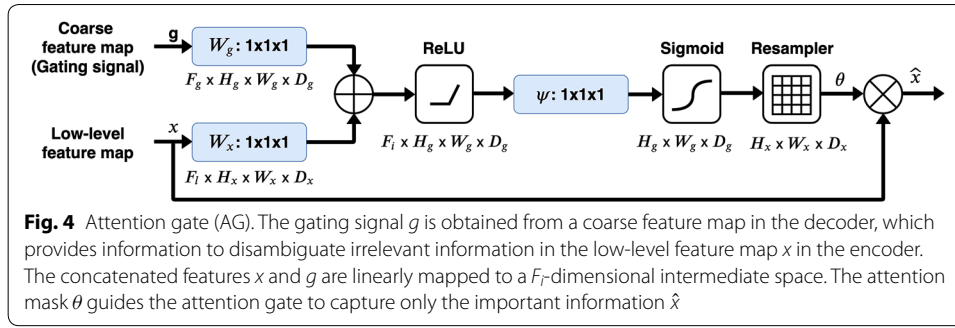 Coarse
feature map
(Gating signal)
g
W_g: 1x1x1
F_g x H_g x W_g x D_g
ReLU
F_i x H_g x W_g x D_g
ψ: 1x1x1
Sigmoid
H_g x W_g x D_g
Resampler
H_x x W_x x D_x
θ
x̂
Low-level
feature map
x
W_x: 1x1x1
F_l x H_x x W_x x D_x
Fig. 4 Attention gate (AG). The gating signal g is obtained from a coarse feature map in the decoder, which
provides information to disambiguate irrelevant information in the low-level feature map x in the encoder.
The concatenated features x and g are linearly mapped to a F_i-dimensional intermediate space. The attention
mask θ guides the attention gate to capture only the important information x̂